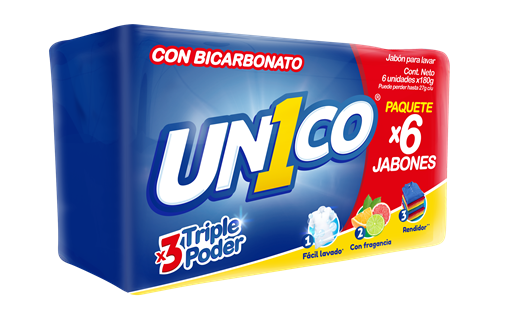 CON BICARBONATO
Jabón para lavar
Cont. Neto
6 unidades x180g
Puede perder hasta 27g c/u
PAQUETE
x6
JABONES
UN1CO®
x3 Triple
Poder
1
Fácil lavado*
2
Con fragancia
3
Rendidor**